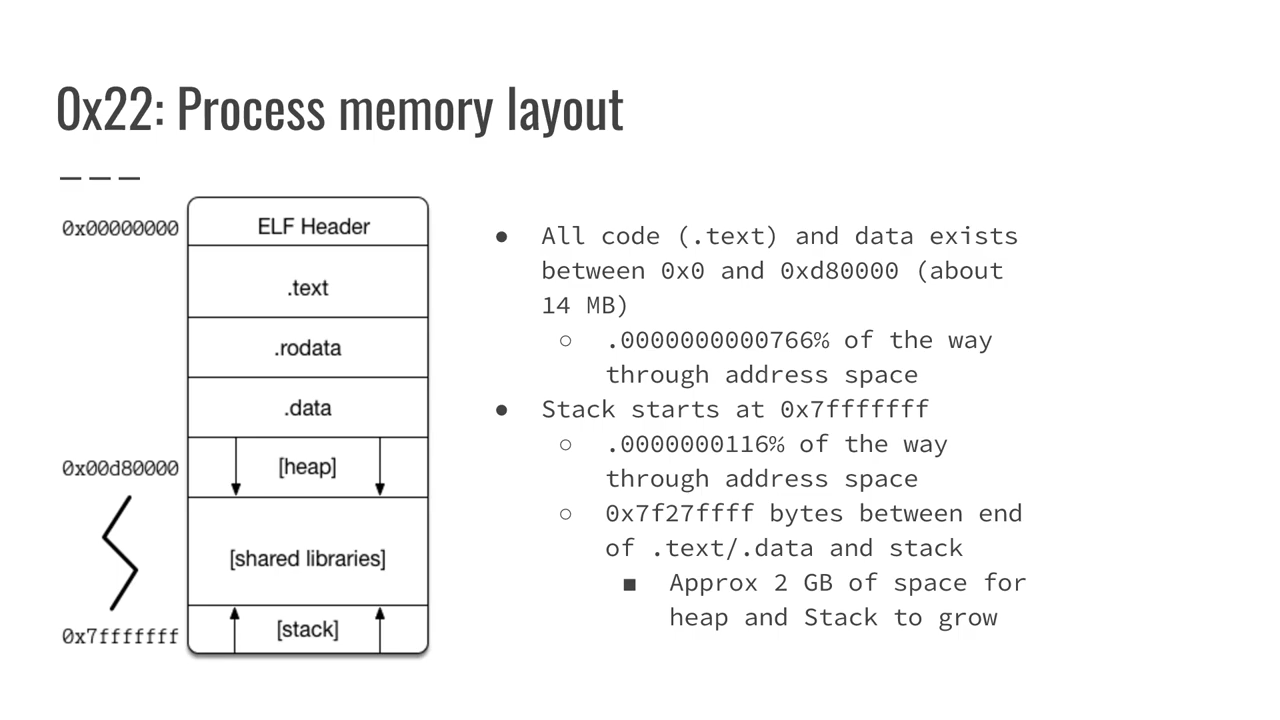 0x22: Process memory layout
0x00000000
ELF Header
.text
.rodata
.data
0x00d80000
[heap]
[shared libraries]
0x7fffffff
[stack]
● All code (.text) and data exists
between 0x0 and 0xd80000 (about
14 MB)
○ .0000000000766% of the way
through address space
● Stack starts at 0x7fffffff
○ .0000000116% of the way
through address space
○ 0x7f27ffff bytes between end
of .text/.data and stack
■ Approx 2 GB of space for
heap and Stack to grow